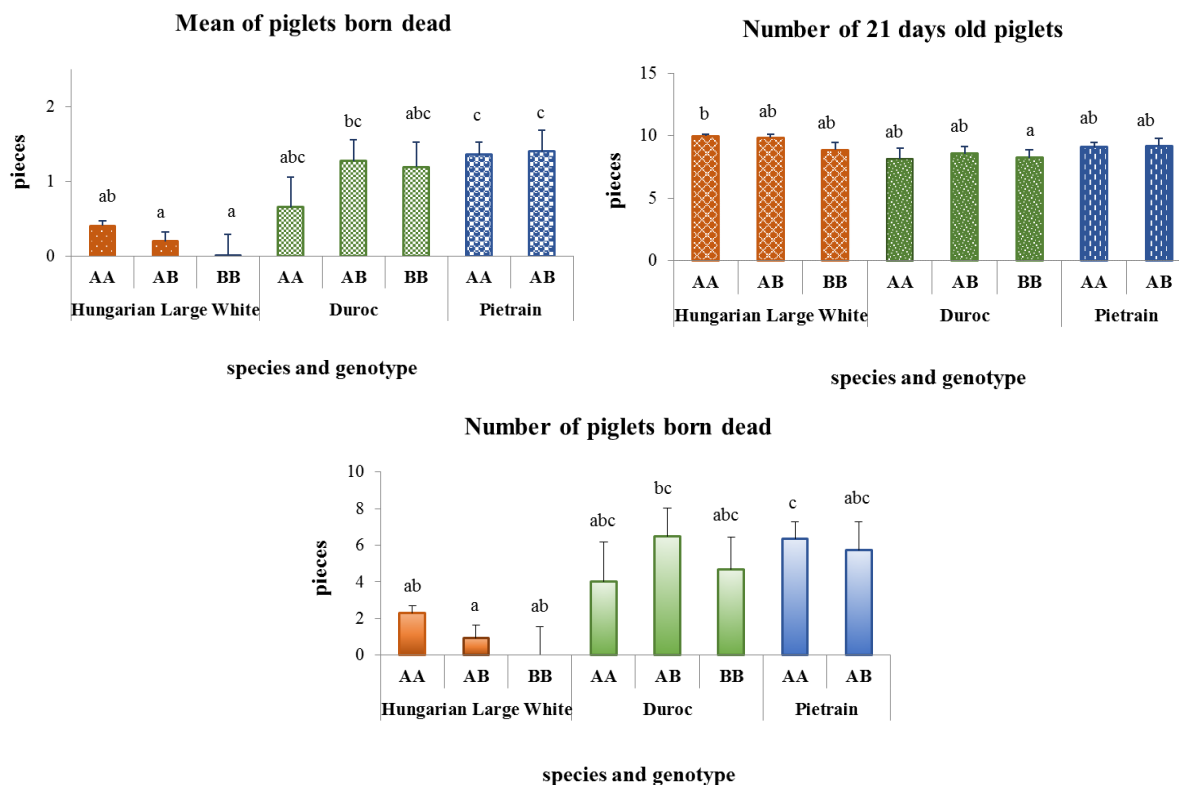 Mean of piglets born dead
pieces
2
1
0
ab
a
a
abc
bc
abc
c
c
AA AB BB AA AB BB AA AB
Hungarian Large White Duroc Pietrain
species and genotype
Number of 21 days old piglets
pieces
15
10
5
0
b
ab
ab
ab
ab
a
ab
ab
AA AB BB AA AB BB AA AB
Hungarian Large White Duroc Pietrain
species and genotype
Number of piglets born dead
pieces
10
8
6
4
2
0
ab
a
ab
abc
bc
abc
c
abc
AA AB BB AA AB BB AA AB
Hungarian Large White Duroc Pietrain
species and genotype